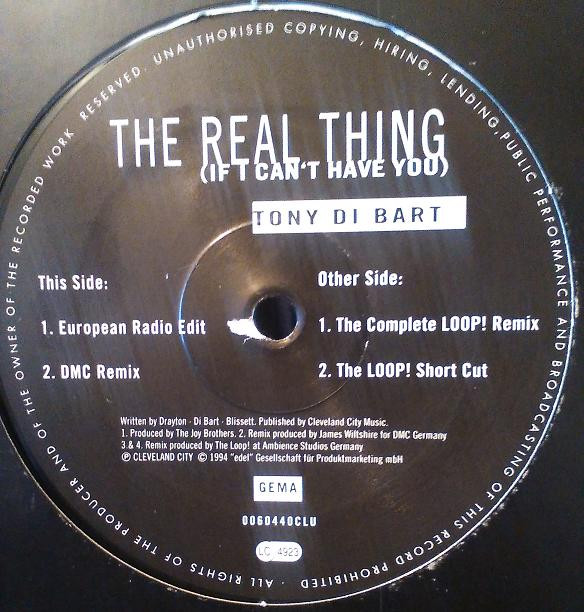 ALL RIGHTS OF THE PRODUCER AND OF THE OWNER OF THE RECORDED WORK RESERVED. UNAUTHORISED COPYING, HIRING, LENDING, PUBLIC PERFORMANCE AND BROADCASTING OF THIS RECORD PROHIBITED ·
THE REAL THING
(IF I CAN'T HAVE YOU)
TONY DI BART
This Side:
1. European Radio Edit
2. DMC Remix
Other Side:
1. The Complete LOOP! Remix
2. The LOOP! Short Cut
Written by Drayton · Di Bart · Blissett. Published by Cleveland City Music.
1. Produced by The Joy Brothers. 2. Remix produced by James Wiltshire for DMC Germany
3 & 4. Remix produced by The Loop! at Ambience Studios Germany
℗ CLEVELAND CITY © 1994 "edel" Gesellschaft für Produktmarketing mbH
GEMA
0060440CLU
LC 4923